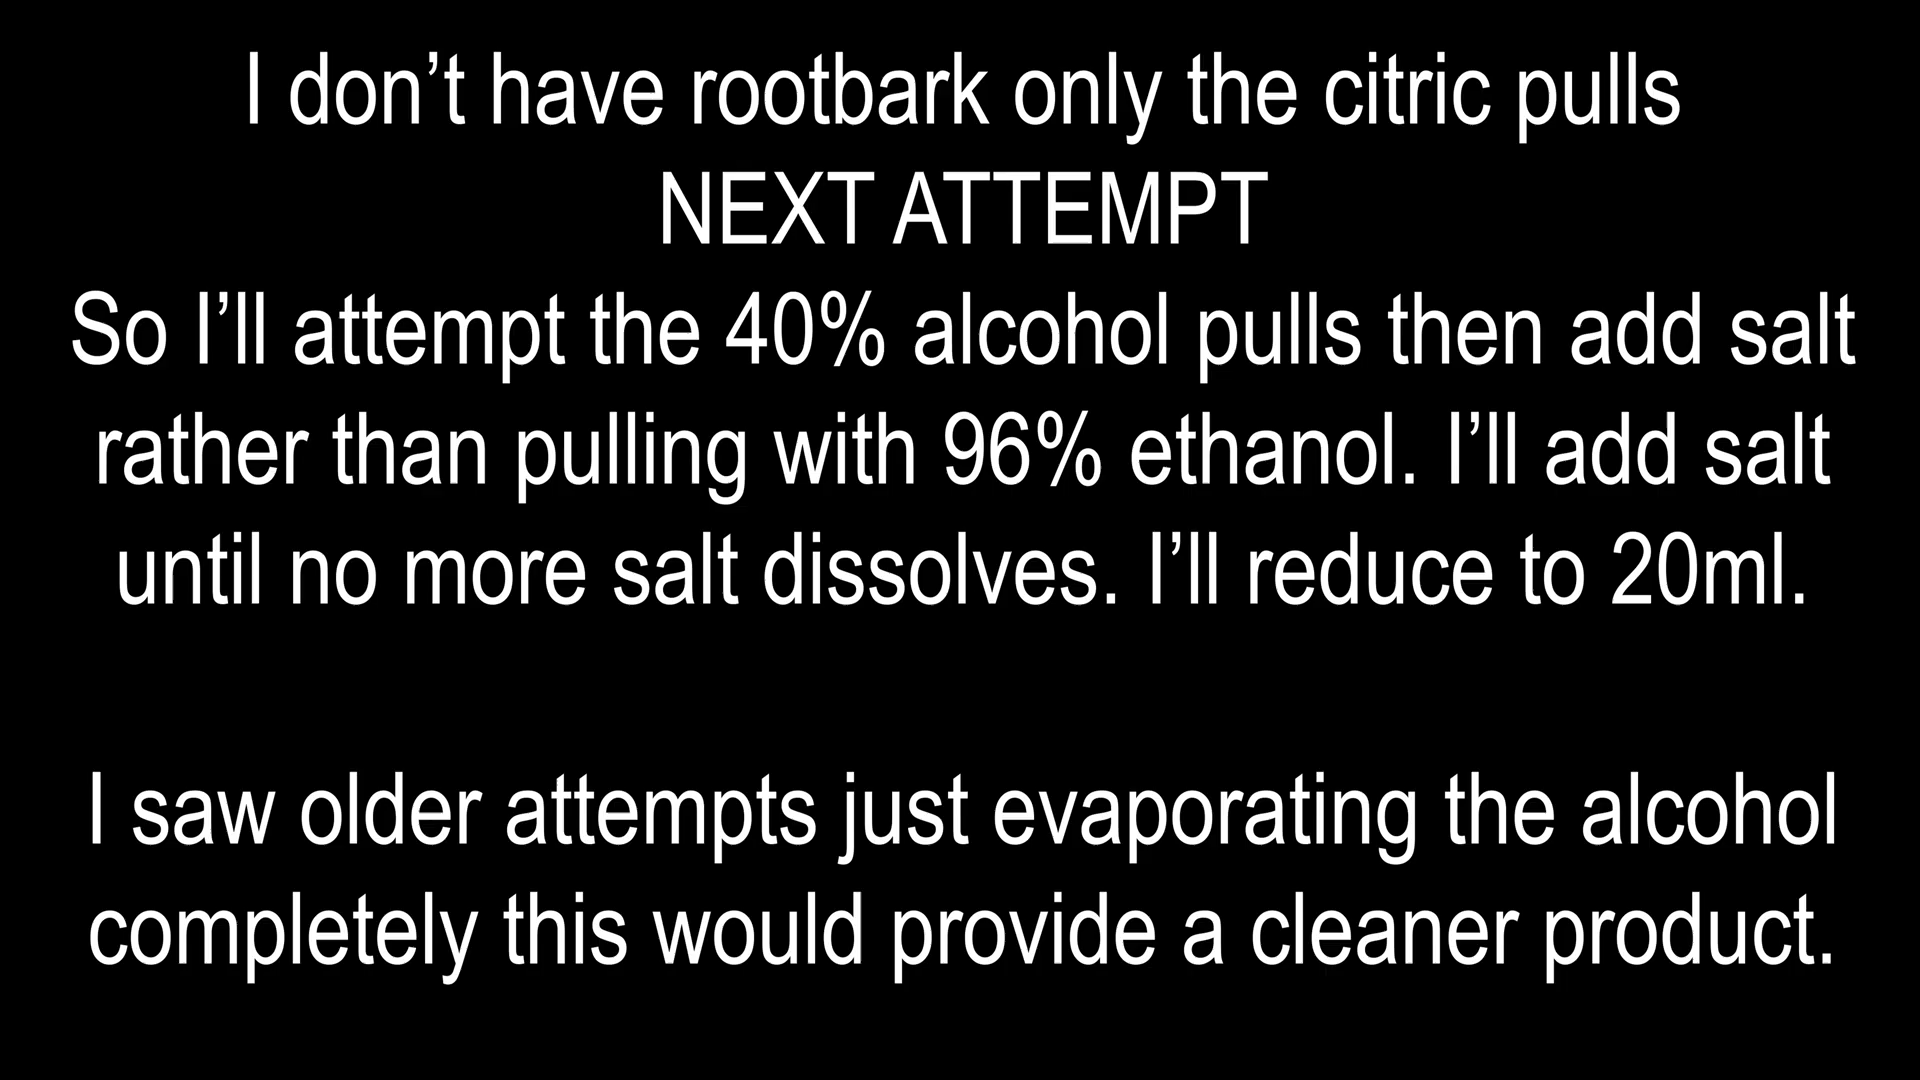 I don’t have rootbark only the citric pulls
NEXT ATTEMPT
So I’ll attempt the 40% alcohol pulls then add salt
rather than pulling with 96% ethanol. I’ll add salt
until no more salt dissolves. I’ll reduce to 20ml.
I saw older attempts just evaporating the alcohol
completely this would provide a cleaner product.